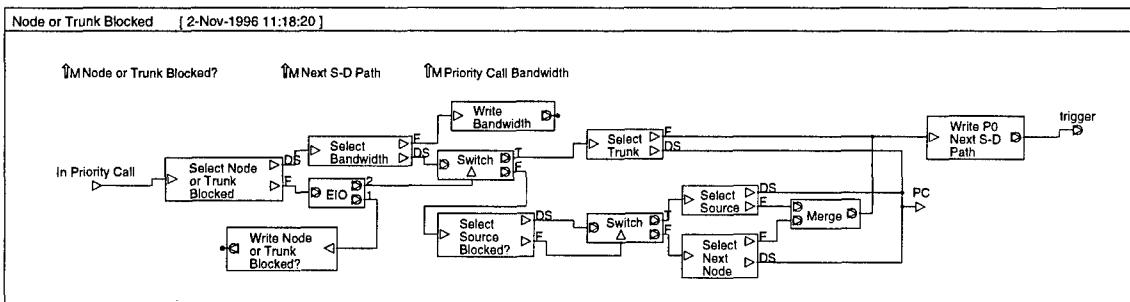 Node or Trunk Blocked [ 2-Nov-1996 11:18:20 ]
⇑M Node or Trunk Blocked?
⇑M Next S-D Path
⇑M Priority Call Bandwidth
Write
Bandwidth
trigger
Write P0
Next S-D
Path
Select
Bandwidth
F
DS
Switch
T
F
Select
Trunk
F
DS
In Priority Call
Select Node
or Trunk
Blocked
DS
F
EIO
2
1
Select
Source
DS
F
PC
Merge
Write Node
or Trunk
Blocked?
Select
Source
Blocked?
DS
F
Switch
T
F
Select
Next
Node
F
DS